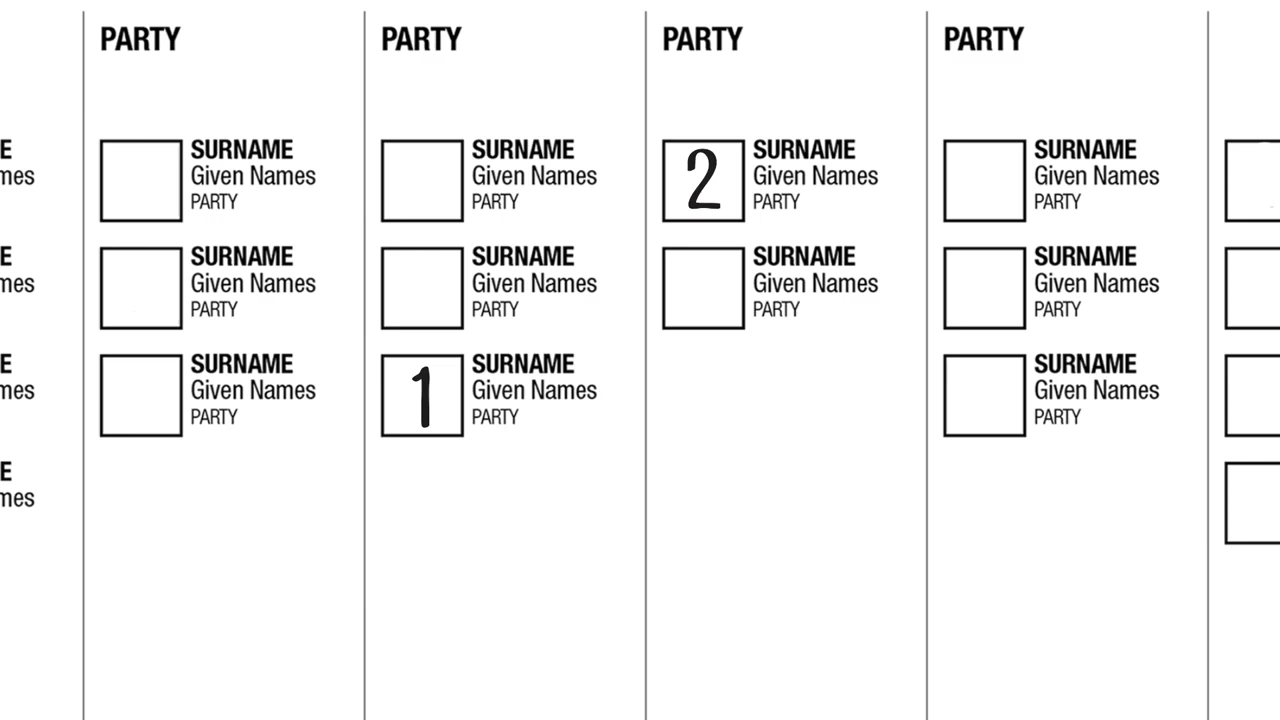 PARTY PARTY PARTY PARTY
SURNAME SURNAME 2 SURNAME SURNAME
Given Names Given Names Given Names Given Names
PARTY PARTY PARTY PARTY
SURNAME SURNAME SURNAME SURNAME
Given Names Given Names Given Names Given Names
PARTY PARTY PARTY PARTY
SURNAME 1 SURNAME SURNAME
Given Names Given Names Given Names
PARTY PARTY PARTY